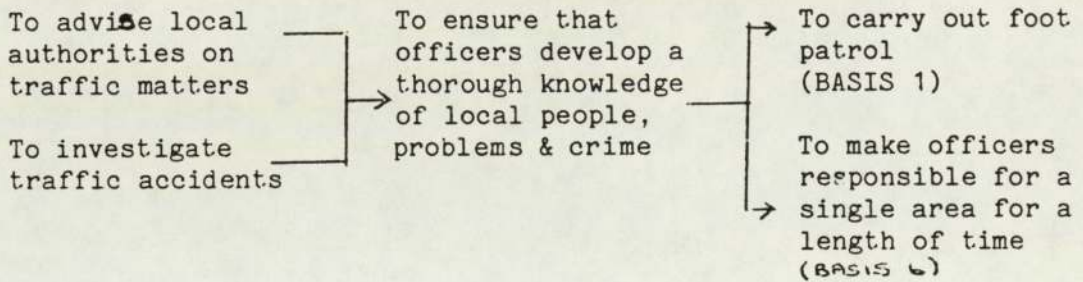 To advise local
authorities on
traffic matters
To investigate
traffic accidents
To ensure that
officers develop a
thorough knowledge
of local people,
problems & crime
To carry out foot
patrol
(BASIS 1)
To make officers
responsible for a
single area for a
length of time
(BASIS 6)